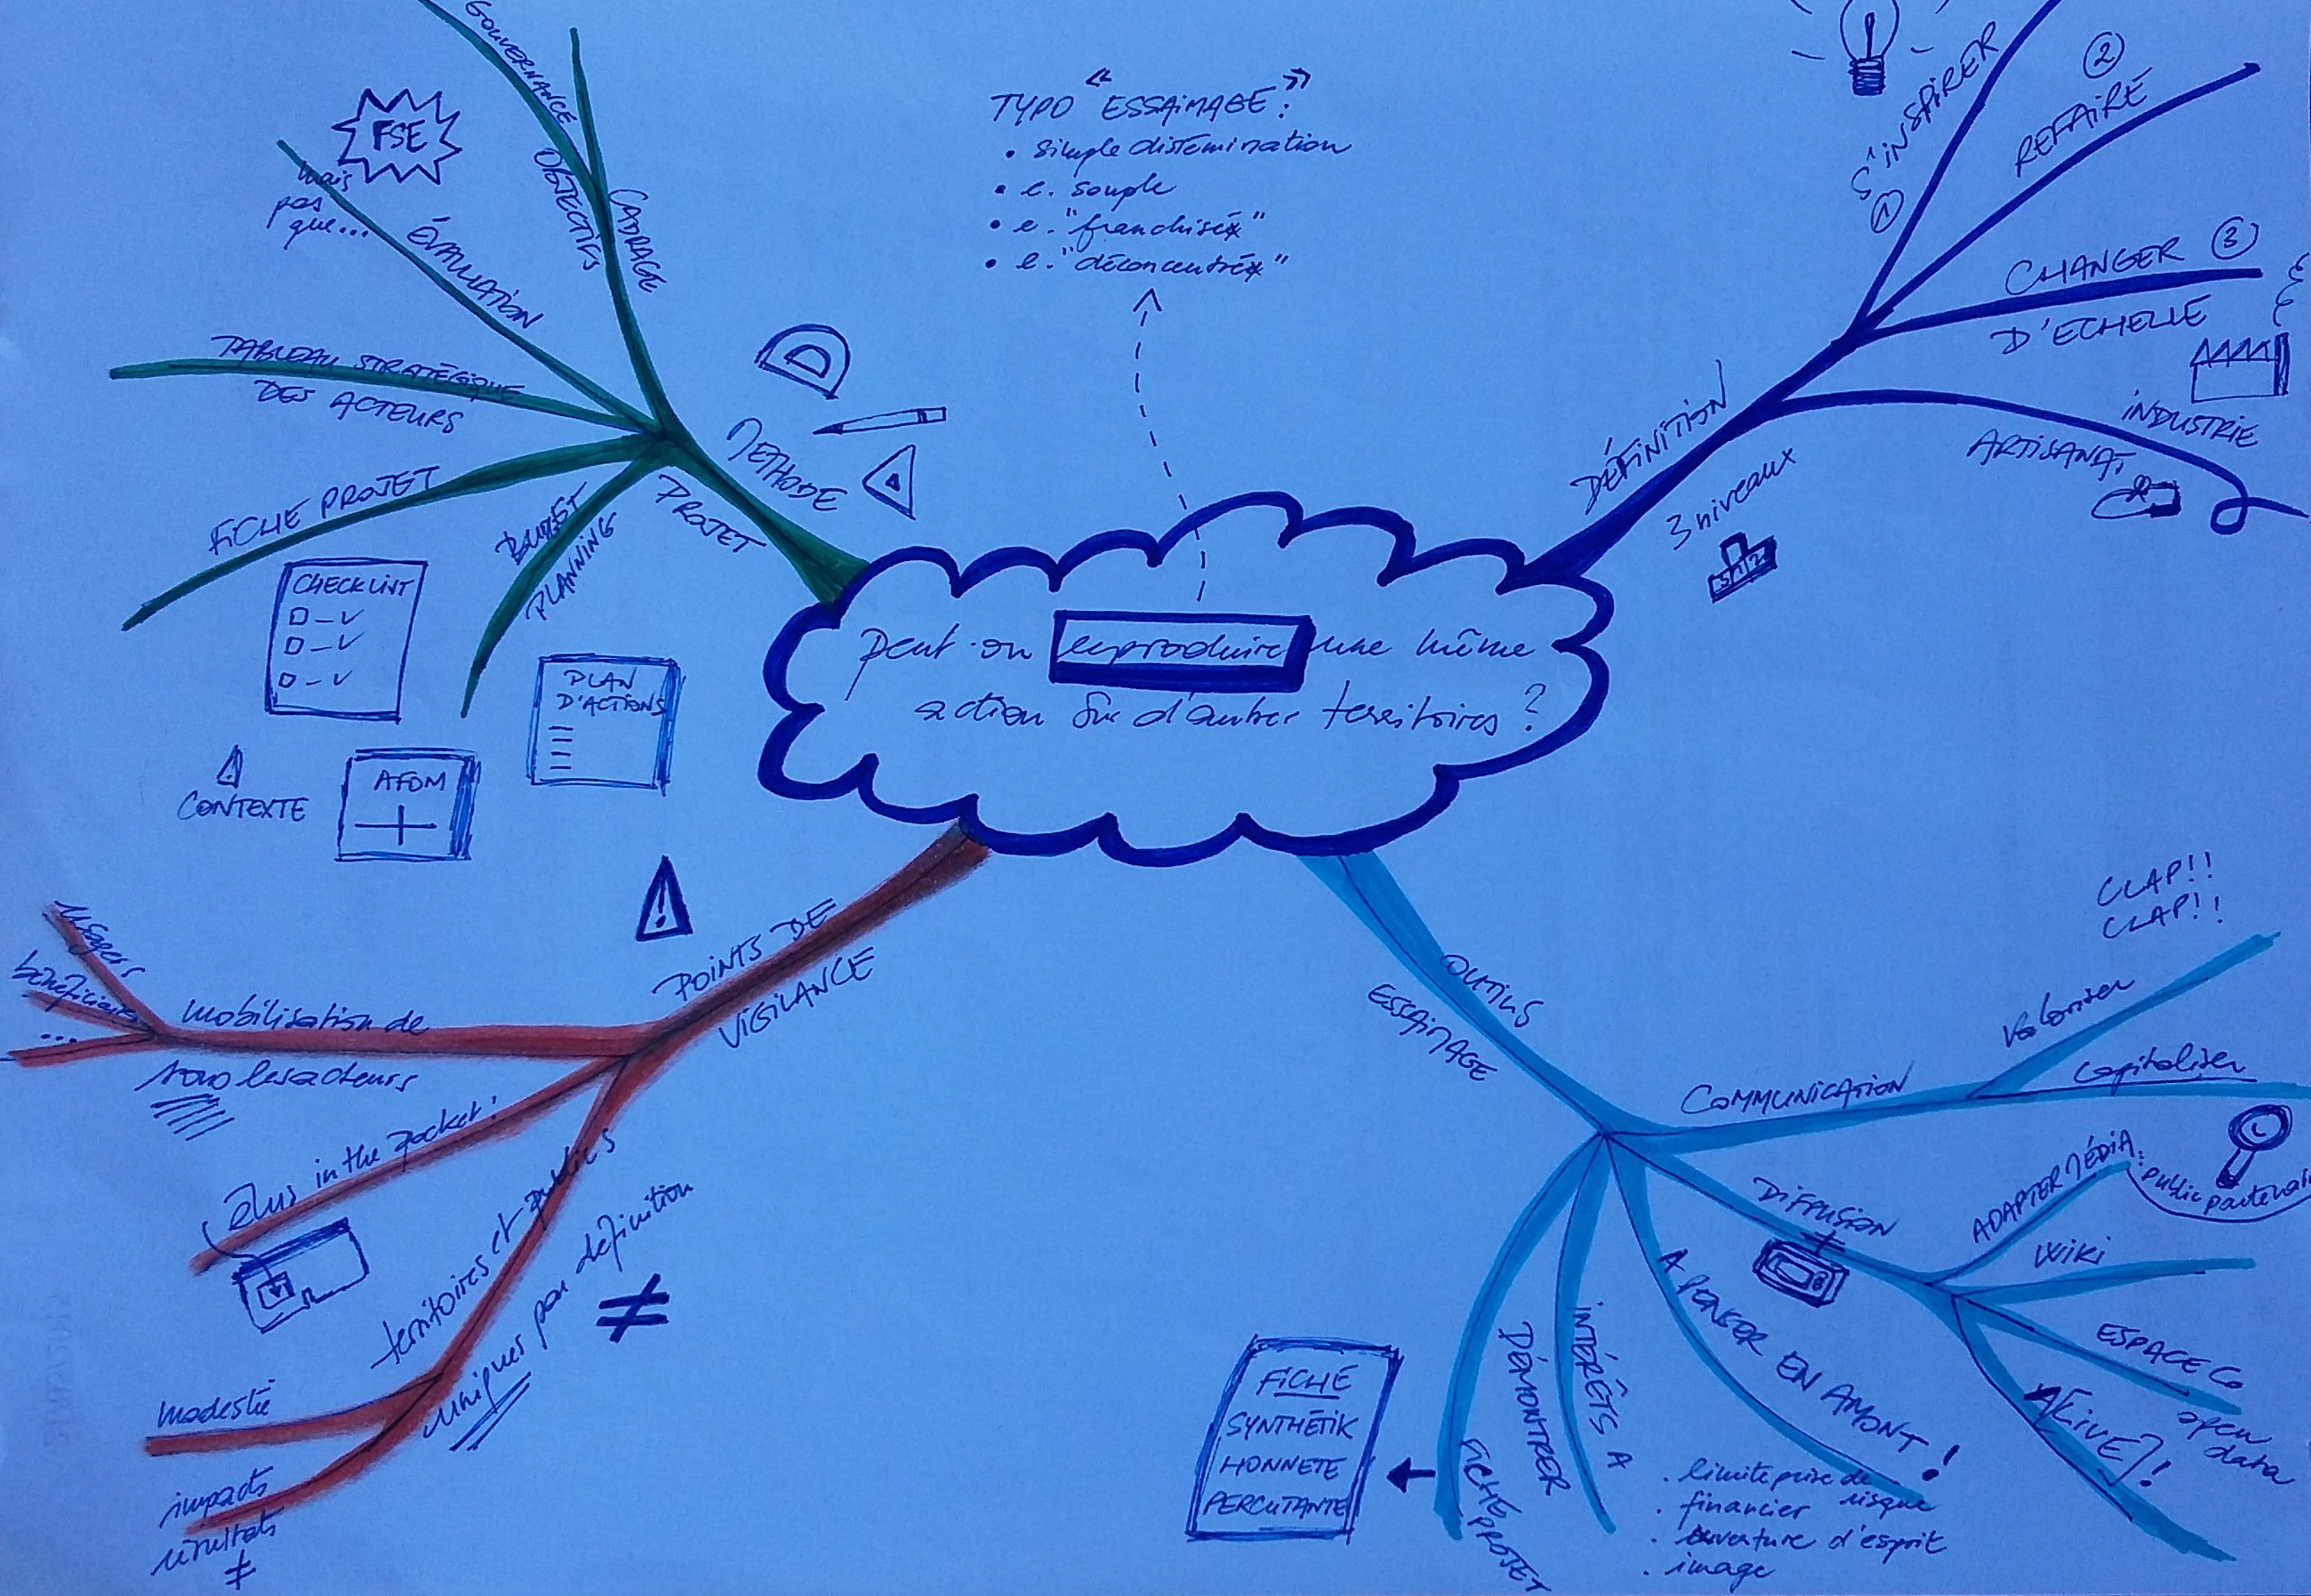 peut-on reproduire une même
action sur d'autres territoires ?
TYPO "ESSAIMAGE" :
• simple dissémination
• e. souple
• e. "franchisé"
• e. "déconcentré"
DÉFINITION
3 niveaux
S'INSPIRER
1
2
REFAIRE
CHANGER 3
D'ECHELLE
INDUSTRIE
ARTISANAT
OUTILS
ESSAIMAGE
COMMUNICATION
Valoriser
CLAP!!
CLAP!!
Capitaliser
DIFFUSION
ADAPTER MÉDIA:
public
partenaire
WIKI
ESPACE CO
open
data
A PENSER EN AMONT !
. limite prise de
risque
. financier
. ouverture d'esprit
. image
INTÉRÊTS A
DÉMONTRER
FICHE
PROJET
FICHE
SYNTHÉTIK
HONNETE
PERCUTANTE
POINTS DE
VIGILANCE
!
mobilisation de
tous les acteurs
usagers
bénéficiaires
...
élus in the pocket !
territoires et publics
uniques par définition
≠
modestie
impacts
résultats
≠
METHODE
PROJET
CADRAGE
OBJECTIFS
GOUVERNANCE
ÉVALUATION
FSE
mais
pas
que...
TABLEAU STRATÉGIQUE
DES ACTEURS
FICHE PROJET
BUDGET
PLANNING
CHECKLIST
PLAN
D'ACTIONS
AFOM
CONTEXTE